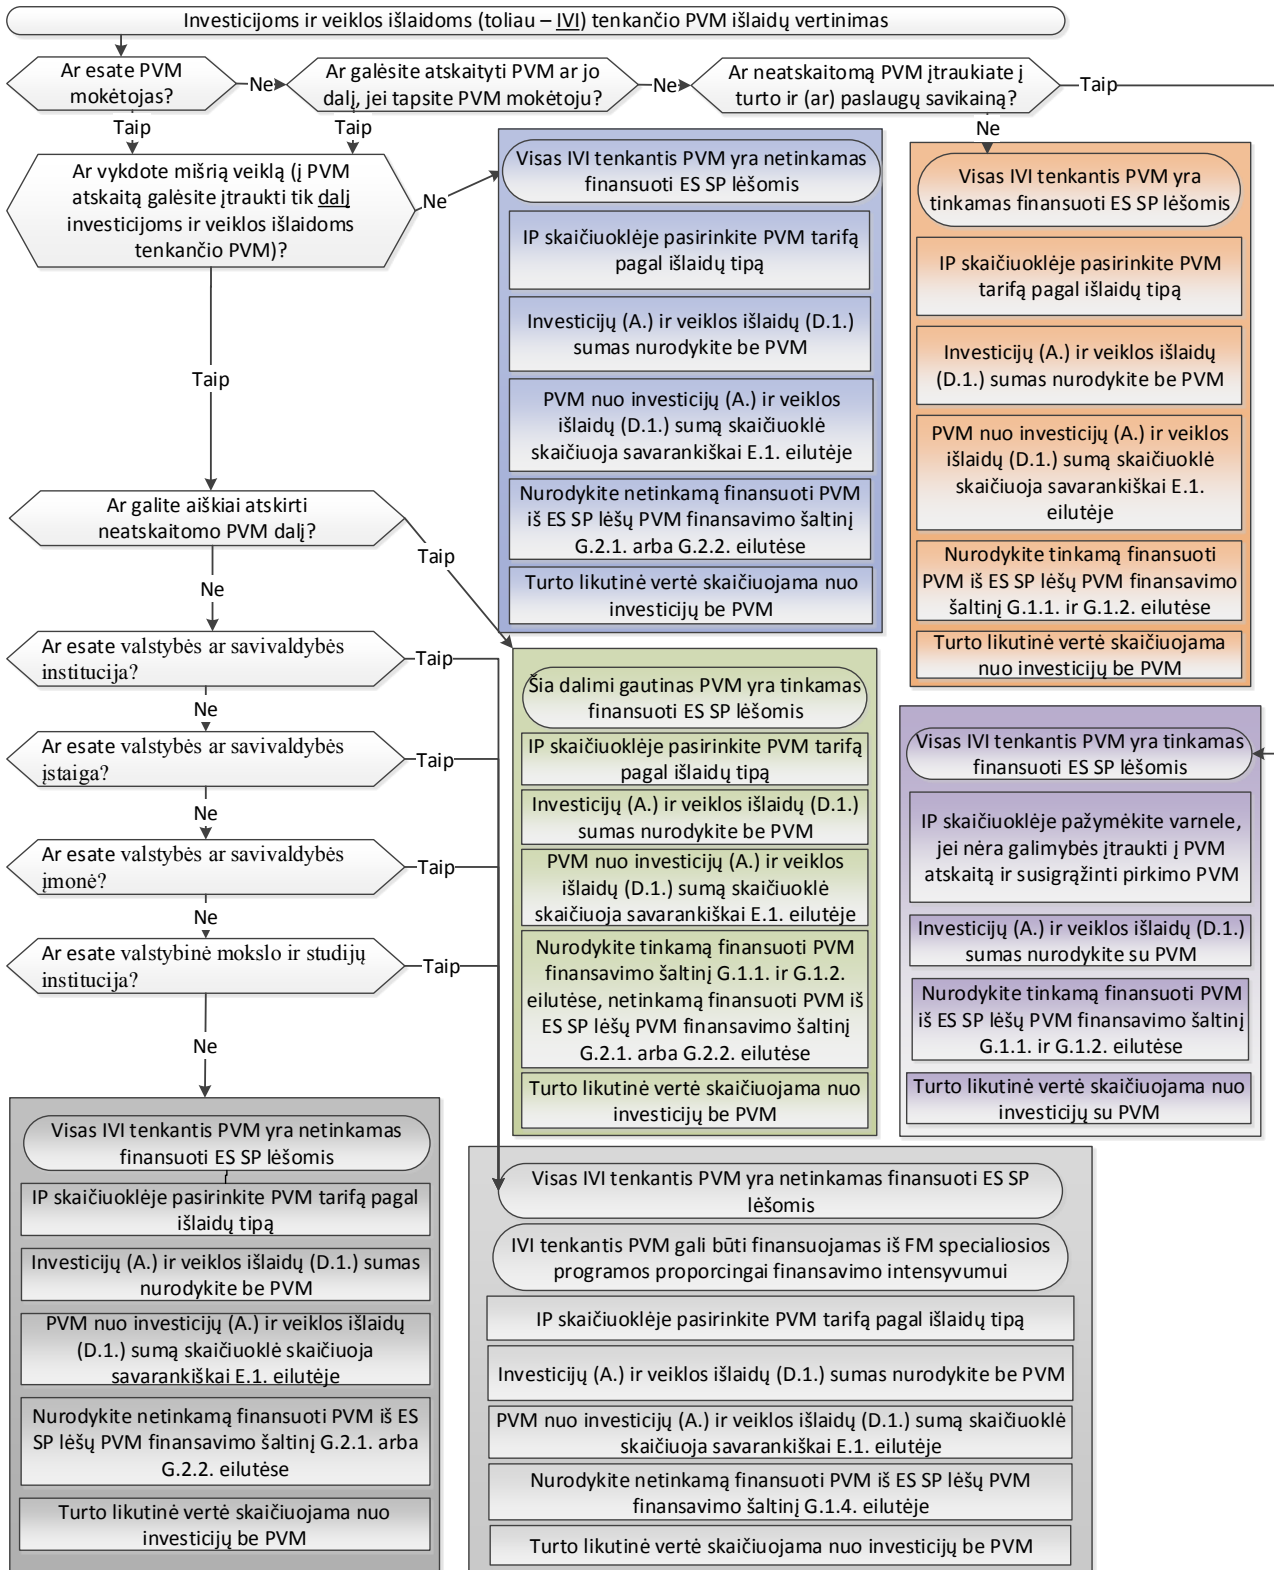 Investicijoms ir veiklos išlaidoms (toliau – IVI) tenkančio PVM išlaidų vertinimas
Ar esate PVM
mokėtojas?
Ne
Ar galėsite atskaityti PVM ar jo
dalį, jei tapsite PVM mokėtoju?
Ne
Ar neatskaitomą PVM įtraukiate į
turto ir (ar) paslaugų savikainą?
Taip
Taip
Taip
Ne
Ar vykdote mišrią veiklą (į PVM
atskaitą galėsite įtraukti tik dalį
investicijoms ir veiklos išlaidoms
tenkančio PVM)?
Ne
Taip
Ar galite aiškiai atskirti
neatskaitomo PVM dalį?
Taip
Ne
Ar esate valstybės ar savivaldybės
institucija?
Taip
Ne
Ar esate valstybės ar savivaldybės
įstaiga?
Taip
Ne
Ar esate valstybės ar savivaldybės
įmonė?
Taip
Ne
Ar esate valstybinė mokslo ir studijų
institucija?
Taip
Ne
Visas IVI tenkantis PVM yra netinkamas
finansuoti ES SP lėšomis
IP skaičiuoklėje pasirinkite PVM tarifą
pagal išlaidų tipą
Investicijų (A.) ir veiklos išlaidų (D.1.)
sumas nurodykite be PVM
PVM nuo investicijų (A.) ir veiklos
išlaidų (D.1.) sumą skaičiuoklė
skaičiuoja savarankiškai E.1. eilutėje
Nurodykite netinkamą finansuoti PVM
iš ES SP lėšų PVM finansavimo šaltinį
G.2.1. arba G.2.2. eilutėse
Turto likutinė vertė skaičiuojama nuo
investicijų be PVM
Visas IVI tenkantis PVM yra
tinkamas finansuoti ES SP lėšomis
IP skaičiuoklėje pasirinkite PVM
tarifą pagal išlaidų tipą
Investicijų (A.) ir veiklos išlaidų
(D.1.) sumas nurodykite be PVM
PVM nuo investicijų (A.) ir veiklos
išlaidų (D.1.) sumą skaičiuoklė
skaičiuoja savarankiškai E.1.
eilutėje
Nurodykite tinkamą finansuoti
PVM iš ES SP lėšų PVM finansavimo
šaltinį G.1.1. ir G.1.2. eilutėse
Turto likutinė vertė skaičiuojama
nuo investicijų be PVM
Šia dalimi gautinas PVM yra tinkamas
finansuoti ES SP lėšomis
IP skaičiuoklėje pasirinkite PVM tarifą
pagal išlaidų tipą
Investicijų (A.) ir veiklos išlaidų (D.1.)
sumas nurodykite be PVM
PVM nuo investicijų (A.) ir veiklos
išlaidų (D.1.) sumą skaičiuoklė
skaičiuoja savarankiškai E.1. eilutėje
Nurodykite tinkamą finansuoti PVM
finansavimo šaltinį G.1.1. ir G.1.2.
eilutėse, netinkamą finansuoti PVM iš
ES SP lėšų PVM finansavimo šaltinį
G.2.1. arba G.2.2. eilutėse
Turto likutinė vertė skaičiuojama nuo
investicijų be PVM
Visas IVI tenkantis PVM yra tinkamas
finansuoti ES SP lėšomis
IP skaičiuoklėje pažymėkite varnele,
jei nėra galimybės įtraukti į PVM
atskaitą ir susigrąžinti pirkimo PVM
Investicijų (A.) ir veiklos išlaidų (D.1.)
sumas nurodykite su PVM
Nurodykite tinkamą finansuoti PVM
iš ES SP lėšų PVM finansavimo šaltinį
G.1.1. ir G.1.2. eilutėse
Turto likutinė vertė skaičiuojama nuo
investicijų su PVM
Visas IVI tenkantis PVM yra netinkamas
finansuoti ES SP lėšomis
IP skaičiuoklėje pasirinkite PVM tarifą pagal
išlaidų tipą
Investicijų (A.) ir veiklos išlaidų (D.1.) sumas
nurodykite be PVM
PVM nuo investicijų (A.) ir veiklos išlaidų
(D.1.) sumą skaičiuoklė skaičiuoja
savarankiškai E.1. eilutėje
Nurodykite netinkamą finansuoti PVM iš ES
SP lėšų PVM finansavimo šaltinį G.2.1. arba
G.2.2. eilutėse
Turto likutinė vertė skaičiuojama nuo
investicijų be PVM
Visas IVI tenkantis PVM yra netinkamas finansuoti ES SP
lėšomis
IVI tenkantis PVM gali būti finansuojamas iš FM specialiosios
programos proporcingai finansavimo intensyvumui
IP skaičiuoklėje pasirinkite PVM tarifą pagal išlaidų tipą
Investicijų (A.) ir veiklos išlaidų (D.1.) sumas nurodykite be PVM
PVM nuo investicijų (A.) ir veiklos išlaidų (D.1.) sumą skaičiuoklė
skaičiuoja savarankiškai E.1. eilutėje
Nurodykite netinkamą finansuoti PVM iš ES SP lėšų PVM
finansavimo šaltinį G.1.4. eilutėje
Turto likutinė vertė skaičiuojama nuo investicijų be PVM